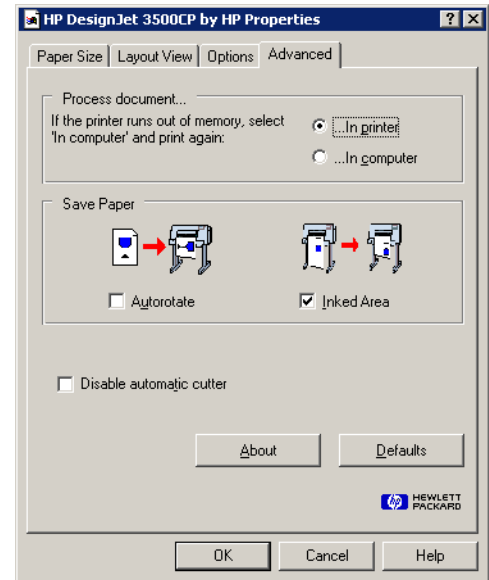 HP DesignJet 3500CP by HP Properties
Paper Size Layout View Options Advanced
Process document...
If the printer runs out of memory, select
'In computer' and print again:
...In printer
...In computer
Save Paper
Autorotate Inked Area
Disable automatic cutter
About Defaults
hp HEWLETT
PACKARD
OK Cancel Help